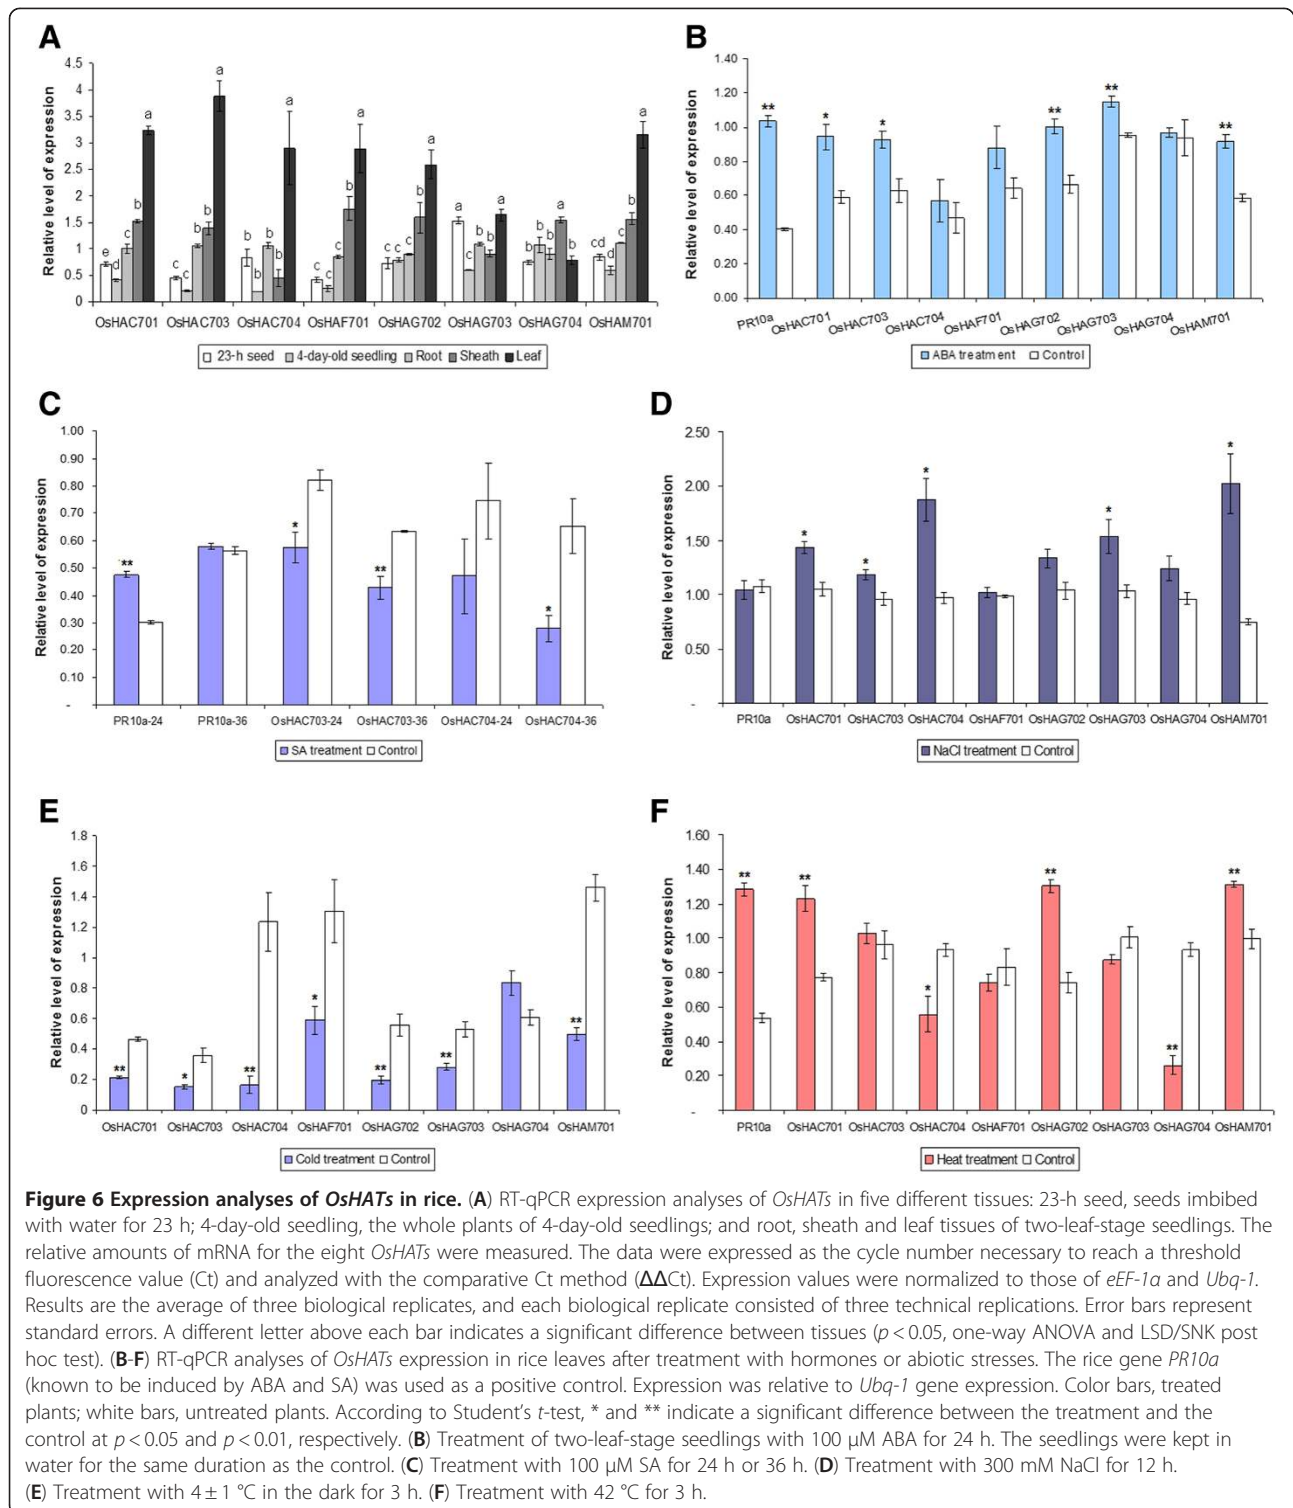 A
Relative level of expression
4.5
4
3.5
3
2.5
2
1.5
1
0.5
0
e d c b a
c c b b a
b b b b a
c c c b a
c c c b a
a c b c a
b b b a b
cd d c b a
OsHAC701 OsHAC703 OsHAC704 OsHAF701 OsHAG702 OsHAG703 OsHAG704 OsHAM701
23-h seed 4-day-old seedling Root Sheath Leaf
B
Relative level of expression
1.40
1.20
1.00
0.80
0.60
0.40
0.20
0.00
** * * ** ** **
PR10a OsHAC701 OsHAC703 OsHAC704 OsHAF701 OsHAG702 OsHAG703 OsHAG704 OsHAM701
ABA treatment Control
C
Relative level of expression
1.00
0.90
0.80
0.70
0.60
0.50
0.40
0.30
0.20
0.10
-
** * ** *
PR10a-24 PR10a-36 OsHAC703-24 OsHAC703-36 OsHAC704-24 OsHAC704-36
SA treatment Control
D
Relative level of expression
2.50
2.00
1.50
1.00
0.50
-
* * * * *
PR10a OsHAC701 OsHAC703 OsHAC704 OsHAF701 OsHAG702 OsHAG703 OsHAG704 OsHAM701
NaCl treatment Control
E
Relative level of expression
1.8
1.6
1.4
1.2
1
0.8
0.6
0.4
0.2
0
** * ** * ** ** **
OsHAC701 OsHAC703 OsHAC704 OsHAF701 OsHAG702 OsHAG703 OsHAG704 OsHAM701
Cold treatment Control
F
Relative level of expression
1.60
1.40
1.20
1.00
0.80
0.60
0.40
0.20
-
** ** * ** ** **
PR10a OsHAC701 OsHAC703 OsHAC704 OsHAF701 OsHAG702 OsHAG703 OsHAG704 OsHAM701
Heat treatment Control
Figure 6 Expression analyses of OsHATs in rice. (A) RT-qPCR expression analyses of OsHATs in five different tissues: 23-h seed, seeds imbibed
with water for 23 h; 4-day-old seedling, the whole plants of 4-day-old seedlings; and root, sheath and leaf tissues of two-leaf-stage seedlings. The
relative amounts of mRNA for the eight OsHATs were measured. The data were expressed as the cycle number necessary to reach a threshold
fluorescence value (Ct) and analyzed with the comparative Ct method (ΔΔCt). Expression values were normalized to those of eEF-1α and Ubq-1.
Results are the average of three biological replicates, and each biological replicate consisted of three technical replications. Error bars represent
standard errors. A different letter above each bar indicates a significant difference between tissues (p < 0.05, one-way ANOVA and LSD/SNK post
hoc test). (B-F) RT-qPCR analyses of OsHATs expression in rice leaves after treatment with hormones or abiotic stresses. The rice gene PR10a
(known to be induced by ABA and SA) was used as a positive control. Expression was relative to Ubq-1 gene expression. Color bars, treated
plants; white bars, untreated plants. According to Student's t-test, * and ** indicate a significant difference between the treatment and the
control at p < 0.05 and p < 0.01, respectively. (B) Treatment of two-leaf-stage seedlings with 100 μM ABA for 24 h. The seedlings were kept in
water for the same duration as the control. (C) Treatment with 100 μM SA for 24 h or 36 h. (D) Treatment with 300 mM NaCl for 12 h.
(E) Treatment with 4 ± 1 °C in the dark for 3 h. (F) Treatment with 42 °C for 3 h.